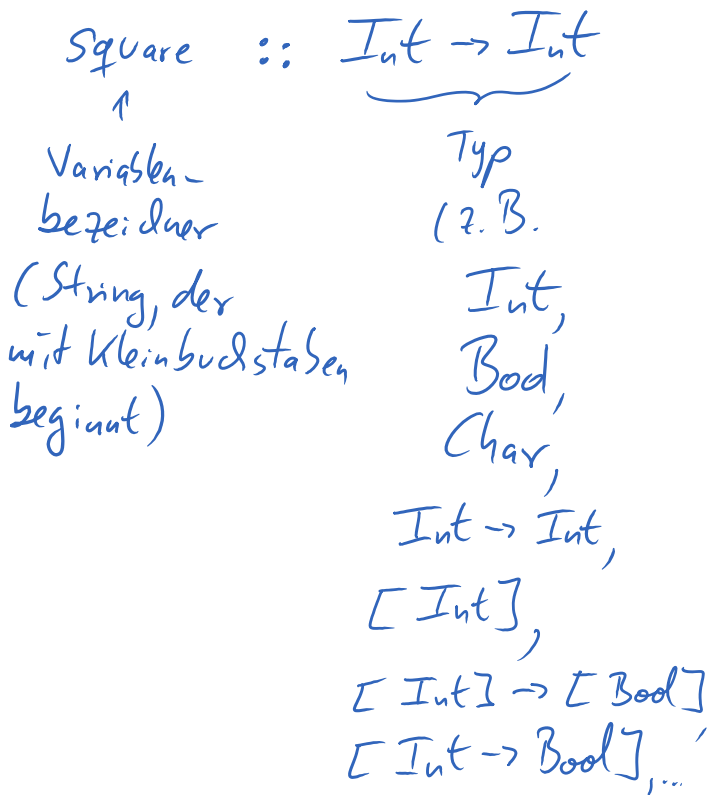 square :: Int → Int
↑
Variablen-
bezeichner
(String, der
mit Kleinbuchstaben
beginnt)
Typ
(z.B.
Int,
Bool,
Char,
Int → Int,
[Int],
[Int] → [Bool],
[Int → Bool],...